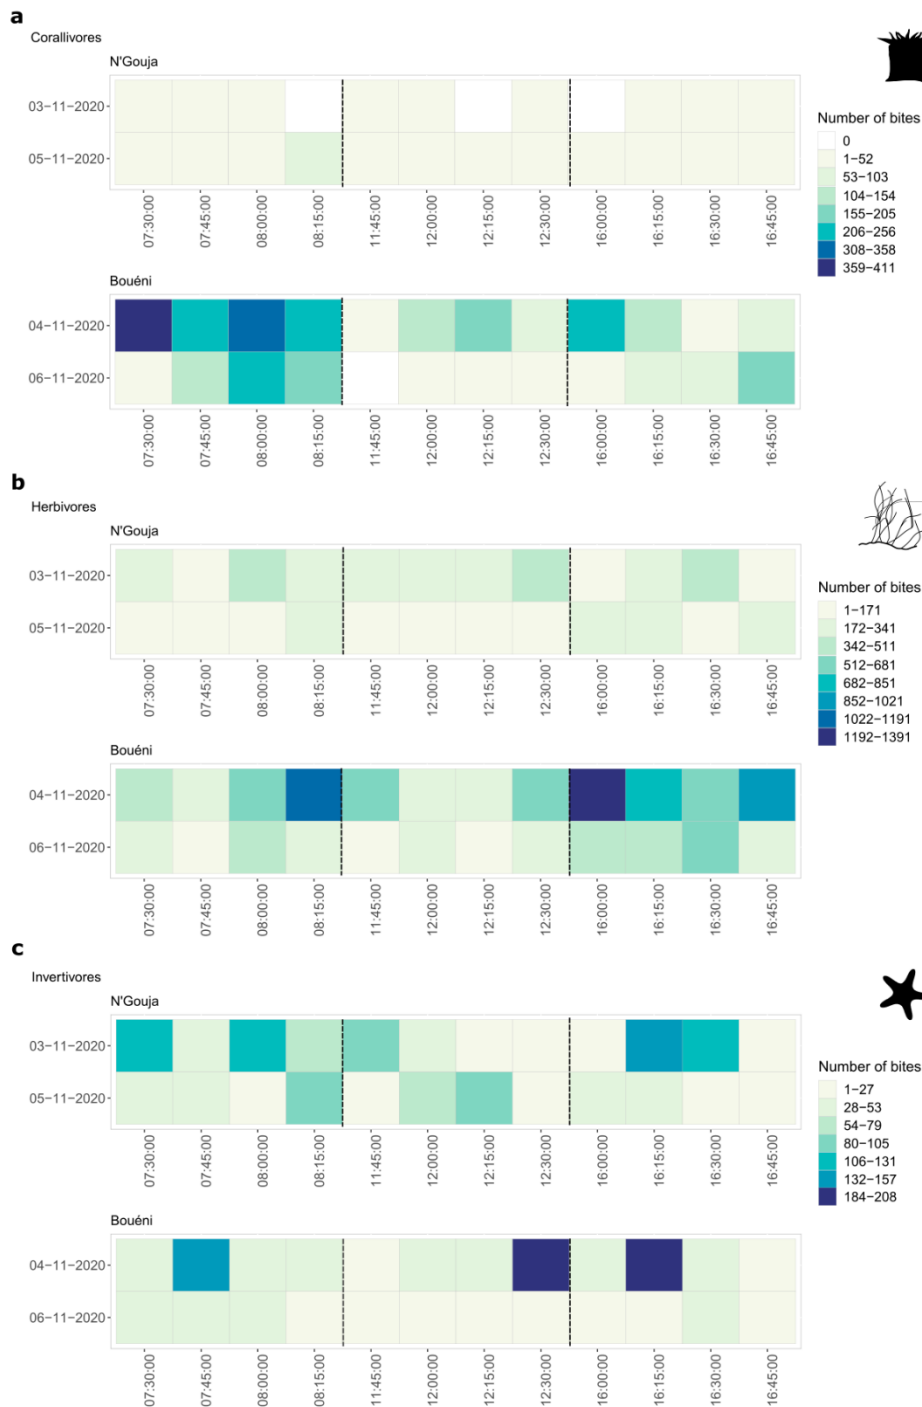 a
Corallivores
N'Gouja
03−11−2020
05−11−2020
07:30:00 07:45:00 08:00:00 08:15:00 11:45:00 12:00:00 12:15:00 12:30:00 16:00:00 16:15:00 16:30:00 16:45:00
Bouéni
04−11−2020
06−11−2020
07:30:00 07:45:00 08:00:00 08:15:00 11:45:00 12:00:00 12:15:00 12:30:00 16:00:00 16:15:00 16:30:00 16:45:00
Number of bites
0
1−52
53−103
104−154
155−205
206−256
308−358
359−411
b
Herbivores
N'Gouja
03−11−2020
05−11−2020
07:30:00 07:45:00 08:00:00 08:15:00 11:45:00 12:00:00 12:15:00 12:30:00 16:00:00 16:15:00 16:30:00 16:45:00
Bouéni
04−11−2020
06−11−2020
07:30:00 07:45:00 08:00:00 08:15:00 11:45:00 12:00:00 12:15:00 12:30:00 16:00:00 16:15:00 16:30:00 16:45:00
Number of bites
1−171
172−341
342−511
512−681
682−851
852−1021
1022−1191
1192−1391
c
Invertivores
N'Gouja
03−11−2020
05−11−2020
07:30:00 07:45:00 08:00:00 08:15:00 11:45:00 12:00:00 12:15:00 12:30:00 16:00:00 16:15:00 16:30:00 16:45:00
Bouéni
04−11−2020
06−11−2020
07:30:00 07:45:00 08:00:00 08:15:00 11:45:00 12:00:00 12:15:00 12:30:00 16:00:00 16:15:00 16:30:00 16:45:00
Number of bites
1−27
28−53
54−79
80−105
106−131
132−157
184−208